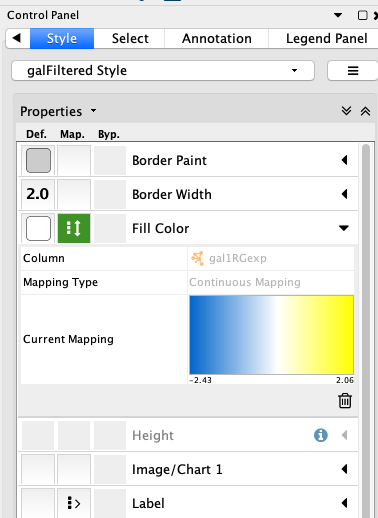 Control Panel
Style Select Annotation Legend Panel
galFiltered Style
Properties
Def. Map. Byp.
Border Paint
2.0 Border Width
Fill Color
Column gal1RGexp
Mapping Type Continuous Mapping
Current Mapping
-2.43 2.06
Height
Image/Chart 1
Label